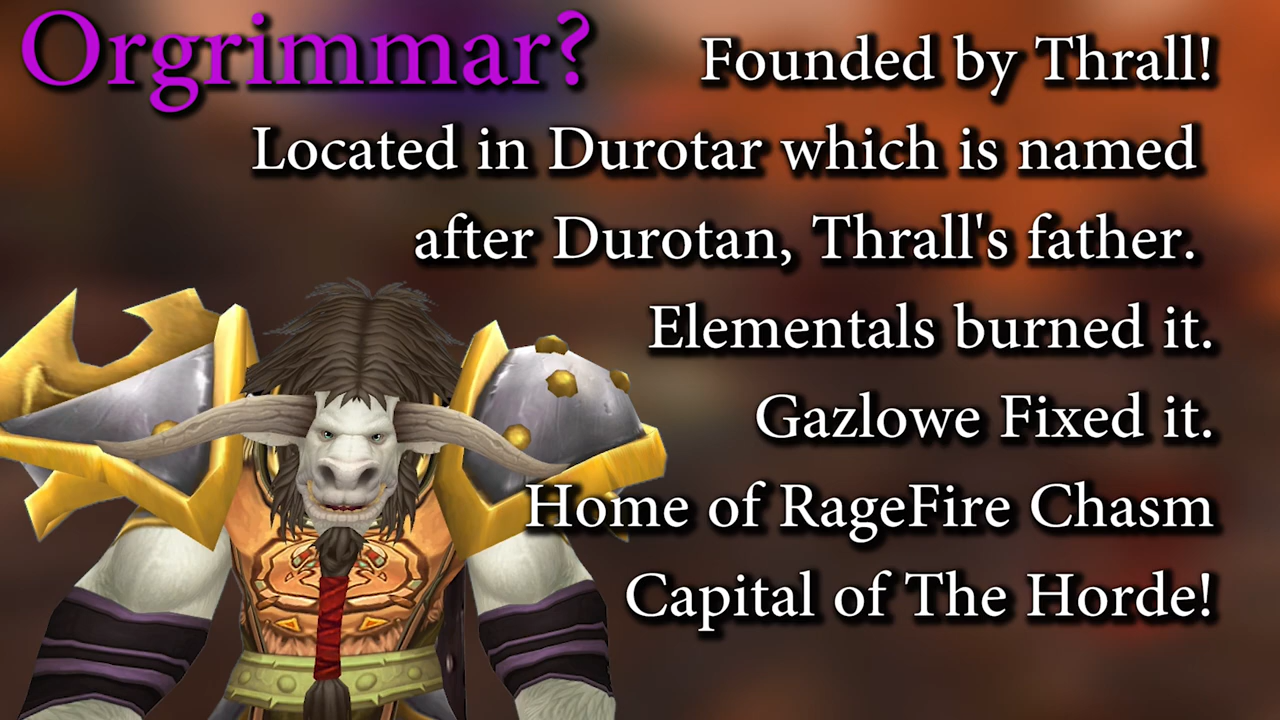 Orgrimmar?
Founded by Thrall!
Located in Durotar which is named
after Durotan, Thrall's father.
Elementals burned it.
Gazlowe Fixed it.
Home of RageFire Chasm
Capital of The Horde!